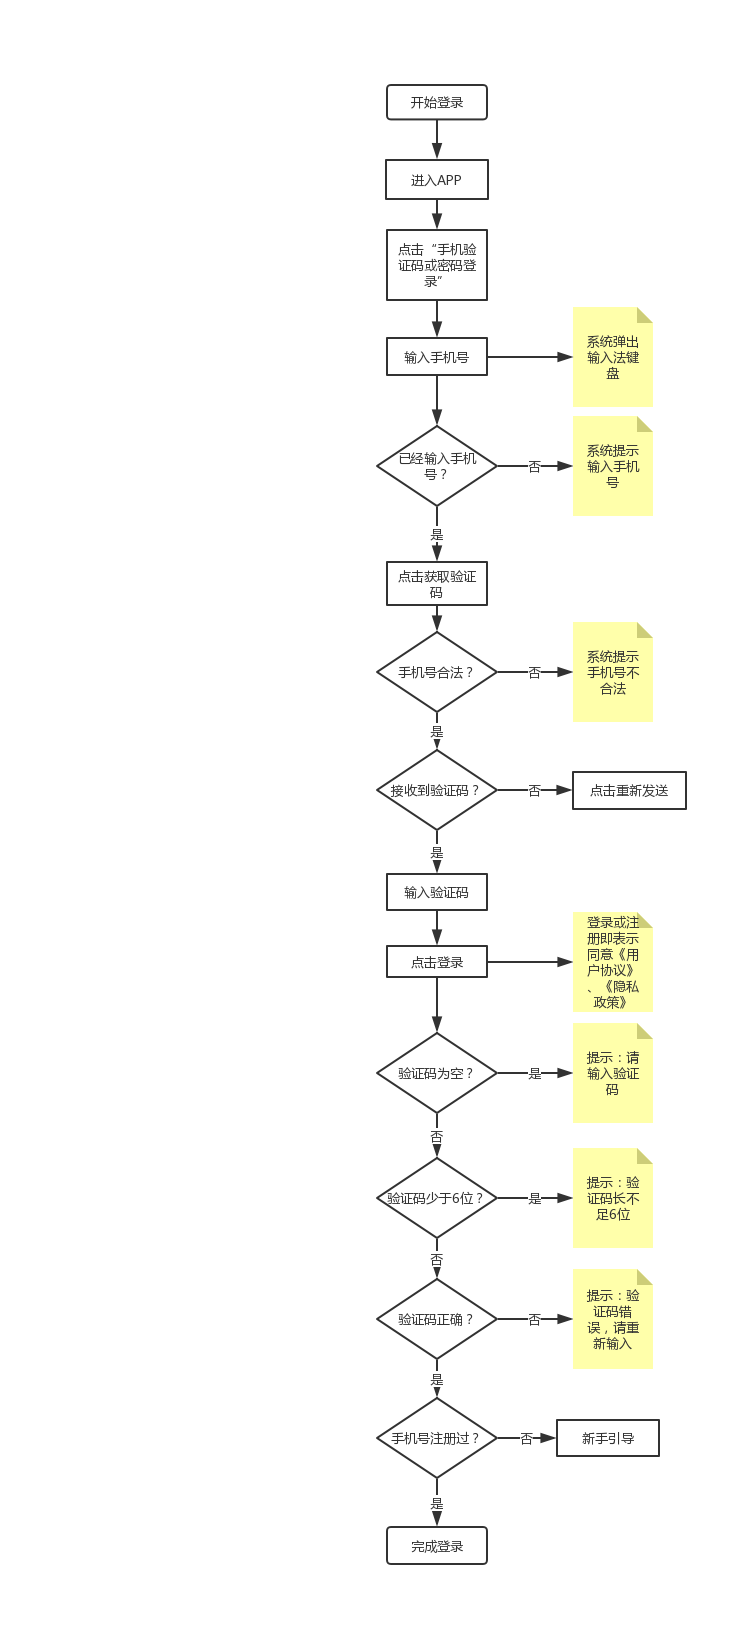 开始登录
进入APP
点击“手机验
证码或密码登
录”
输入手机号
系统弹出
输入法键
盘
已经输入手机
号？
否
系统提示
输入手机
号
是
点击获取验证
码
手机号合法？
否
系统提示
手机号不
合法
是
接收到验证码？
否
点击重新发送
是
输入验证码
点击登录
登录或注
册即表示
同意《用
户协议》
、《隐私
政策》
验证码为空？
是
提示：请
输入验证
码
否
验证码少于6位？
是
提示：验
证码长不
足6位
否
验证码正确？
否
提示：验
证码错
误，请重
新输入
是
手机号注册过？
否
新手引导
是
完成登录